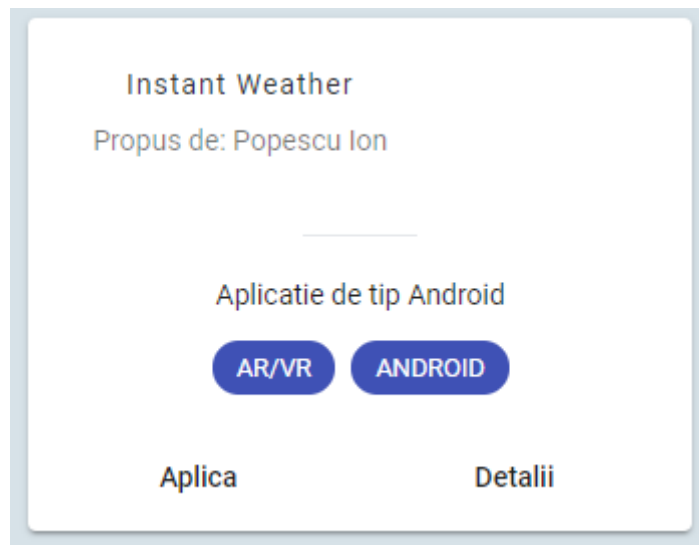 Instant Weather
Propus de: Popescu Ion
Aplicatie de tip Android
AR/VR ANDROID
Aplica Detalii